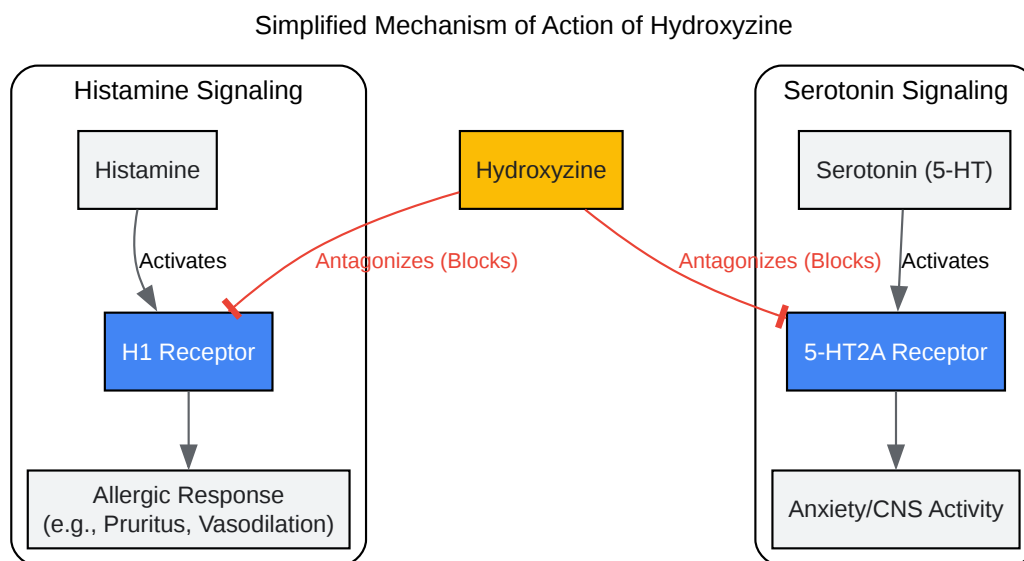 Simplified Mechanism of Action of Hydroxyzine
Histamine Signaling
Serotonin Signaling
Histamine
Hydroxyzine
Serotonin (5-HT)
Activates
Antagonizes (Blocks)
Antagonizes (Blocks)
Activates
H1 Receptor
5-HT2A Receptor
Allergic Response
(e.g., Pruritus, Vasodilation)
Anxiety/CNS Activity